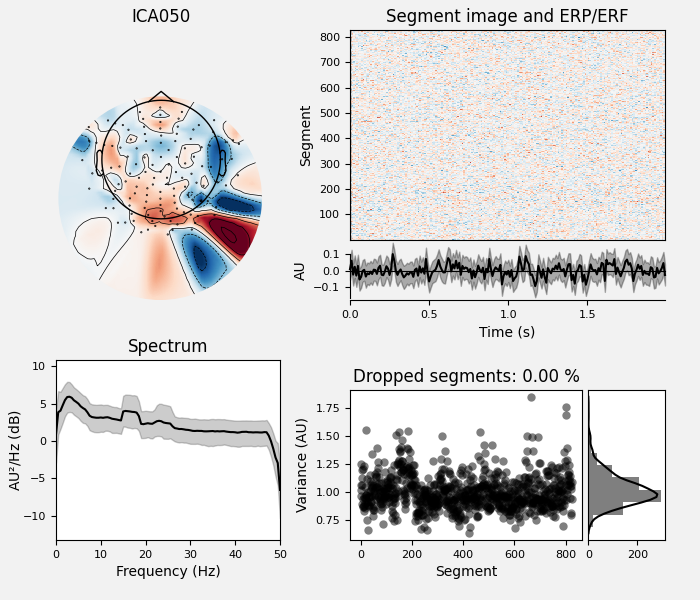 ICA050
Segment image and ERP/ERF
Segment
800
700
600
500
400
300
200
100
AU
0.1
0.0
−0.1
0.0 0.5 1.0 1.5
Time (s)
Spectrum
AU²/Hz (dB)
10
5
0
−5
−10
0 10 20 30 40 50
Frequency (Hz)
Dropped segments: 0.00 %
Variance (AU)
1.75
1.50
1.25
1.00
0.75
0 200 400 600 800
Segment
0 200